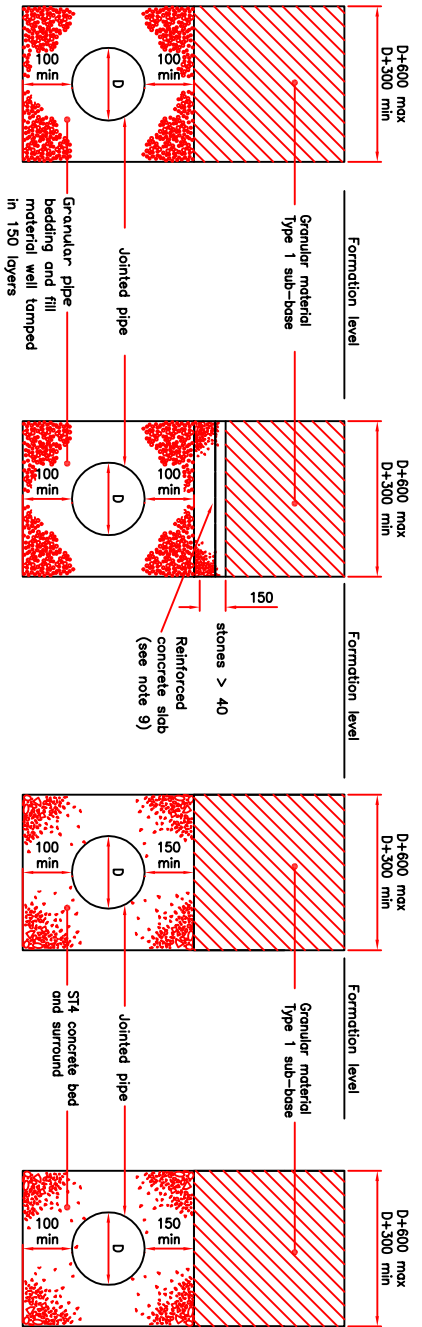 D+600 max
D+300 min
100
min
D
100
min
Granular material
Type 1 sub-base
Jointed pipe
Granular pipe
bedding and fill
material well tamped
in 150 layers
Formation level
D+600 max
D+300 min
100
min
D
100
min
150
stones > 40
Reinforced
concrete slab
(see note 9)
Formation level
D+600 max
D+300 min
150
min
D
100
min
Granular material
Type 1 sub-base
Jointed pipe
ST4 concrete bed
and surround
Formation level
D+600 max
D+300 min
150
min
D
100
min